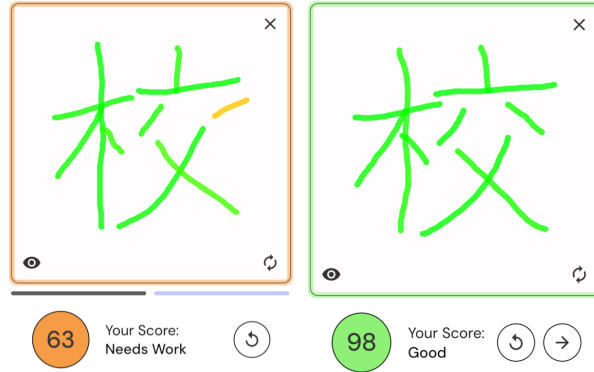 校 校
63 Your Score:
Needs Work
98 Your Score:
Good